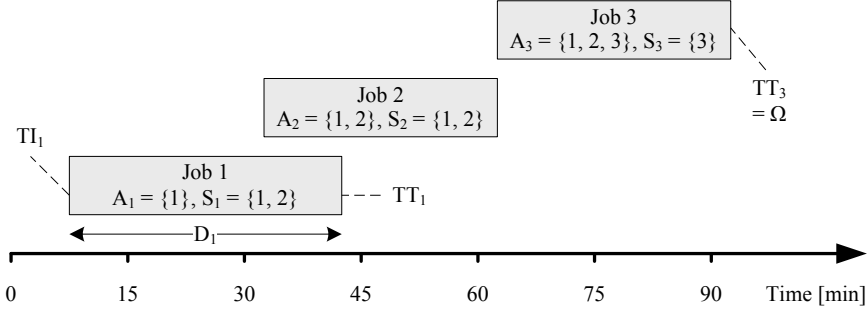 Job 3
A₃ = {1, 2, 3}, S₃ = {3}
Job 2
A₂ = {1, 2}, S₂ = {1, 2}
TT₃
= Ω
TI₁
Job 1
A₁ = {1}, S₁ = {1, 2}
TT₁
D₁
0 15 30 45 60 75 90 Time [min]